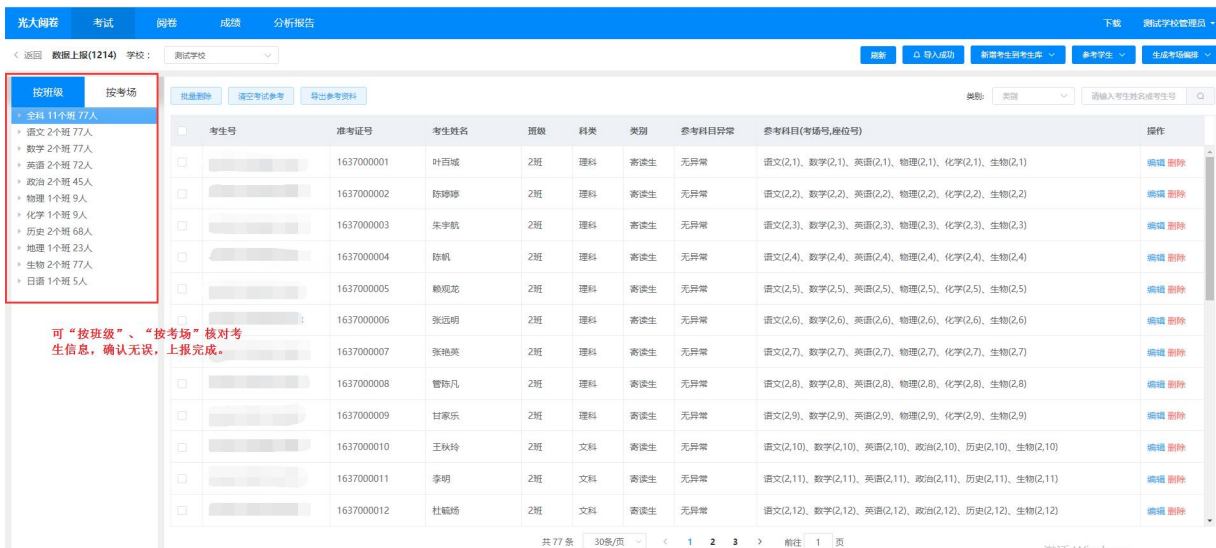 光大阅卷 考试 阅卷 成绩 分析报告 下载 测试学校管理员
< 返回 数据上报(1214) 学校： 测试学校 刷新 导入成功 新增考生到考生库 参考学生 生成考场编排
按班级 按考场 批量删除 清空考试参考 导出参考资料 类别: 类别 请输入考生姓名或考生号
全科 11个班 77人
语文 2个班 77人
数学 2个班 77人
英语 2个班 72人
政治 2个班 45人
物理 1个班 9人
化学 1个班 9人
历史 2个班 68人
地理 1个班 23人
生物 2个班 77人
日语 1个班 5人
可“按班级”、“按考场”核对考
生信息，确认无误，上报完成。
考生号 准考证号 考生姓名 班级 科类 类别 参考科目异常 参考科目(考场号,座位号) 操作
1637000001 叶百城 2班 理科 寄读生 无异常 语文(2,1)、数学(2,1)、英语(2,1)、物理(2,1)、化学(2,1)、生物(2,1) 编辑 删除
1637000002 陈婷婷 2班 理科 寄读生 无异常 语文(2,2)、数学(2,2)、英语(2,2)、物理(2,2)、化学(2,2)、生物(2,2) 编辑 删除
1637000003 朱宇航 2班 理科 寄读生 无异常 语文(2,3)、数学(2,3)、英语(2,3)、物理(2,3)、化学(2,3)、生物(2,3) 编辑 删除
1637000004 陈帆 2班 理科 寄读生 无异常 语文(2,4)、数学(2,4)、英语(2,4)、物理(2,4)、化学(2,4)、生物(2,4) 编辑 删除
1637000005 赖观龙 2班 理科 寄读生 无异常 语文(2,5)、数学(2,5)、英语(2,5)、物理(2,5)、化学(2,5)、生物(2,5) 编辑 删除
1637000006 张远明 2班 理科 寄读生 无异常 语文(2,6)、数学(2,6)、英语(2,6)、物理(2,6)、化学(2,6)、生物(2,6) 编辑 删除
1637000007 张艳英 2班 理科 寄读生 无异常 语文(2,7)、数学(2,7)、英语(2,7)、物理(2,7)、化学(2,7)、生物(2,7) 编辑 删除
1637000008 管陈凡 2班 理科 寄读生 无异常 语文(2,8)、数学(2,8)、英语(2,8)、物理(2,8)、化学(2,8)、生物(2,8) 编辑 删除
1637000009 甘家乐 2班 理科 寄读生 无异常 语文(2,9)、数学(2,9)、英语(2,9)、物理(2,9)、化学(2,9)、生物(2,9) 编辑 删除
1637000010 王秋玲 2班 文科 寄读生 无异常 语文(2,10)、数学(2,10)、英语(2,10)、政治(2,10)、历史(2,10)、生物(2,10) 编辑 删除
1637000011 李明 2班 文科 寄读生 无异常 语文(2,11)、数学(2,11)、英语(2,11)、政治(2,11)、历史(2,11)、生物(2,11) 编辑 删除
1637000012 杜毓炀 2班 文科 寄读生 无异常 语文(2,12)、数学(2,12)、英语(2,12)、政治(2,12)、历史(2,12)、生物(2,12) 编辑 删除
共 77 条 30条/页 < 1 2 3 > 前往 1 页